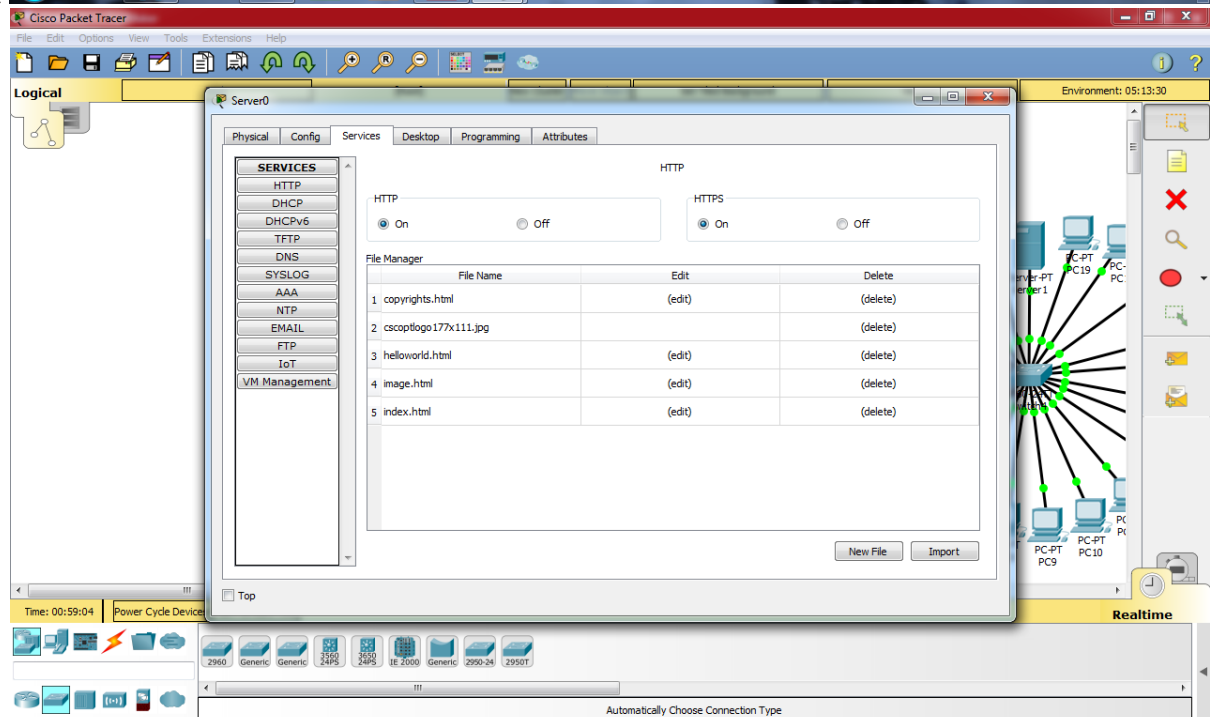 Cisco Packet Tracer
File Edit Options View Tools Extensions Help
Logical
Environment: 05:13:30
Server0
Physical Config Services Desktop Programming Attributes
SERVICES
HTTP
DHCP
DHCPv6
TFTP
DNS
SYSLOG
AAA
NTP
EMAIL
FTP
IoT
VM Management
HTTP
HTTP
On Off
HTTPS
On Off
File Manager
File Name Edit Delete
1 copyrights.html (edit) (delete)
2 cscoptlogo177x111.jpg (delete)
3 helloworld.html (edit) (delete)
4 image.html (edit) (delete)
5 index.html (edit) (delete)
New File Import
Top
PC-PT
PC19
PC-PT
PC9
PC-PT
PC10
Time: 00:59:04 Power Cycle Device
Realtime
2960 Generic Generic 3560 24PS 3650 24PS IE 2000 Generic 2950-24 2950T
Automatically Choose Connection Type